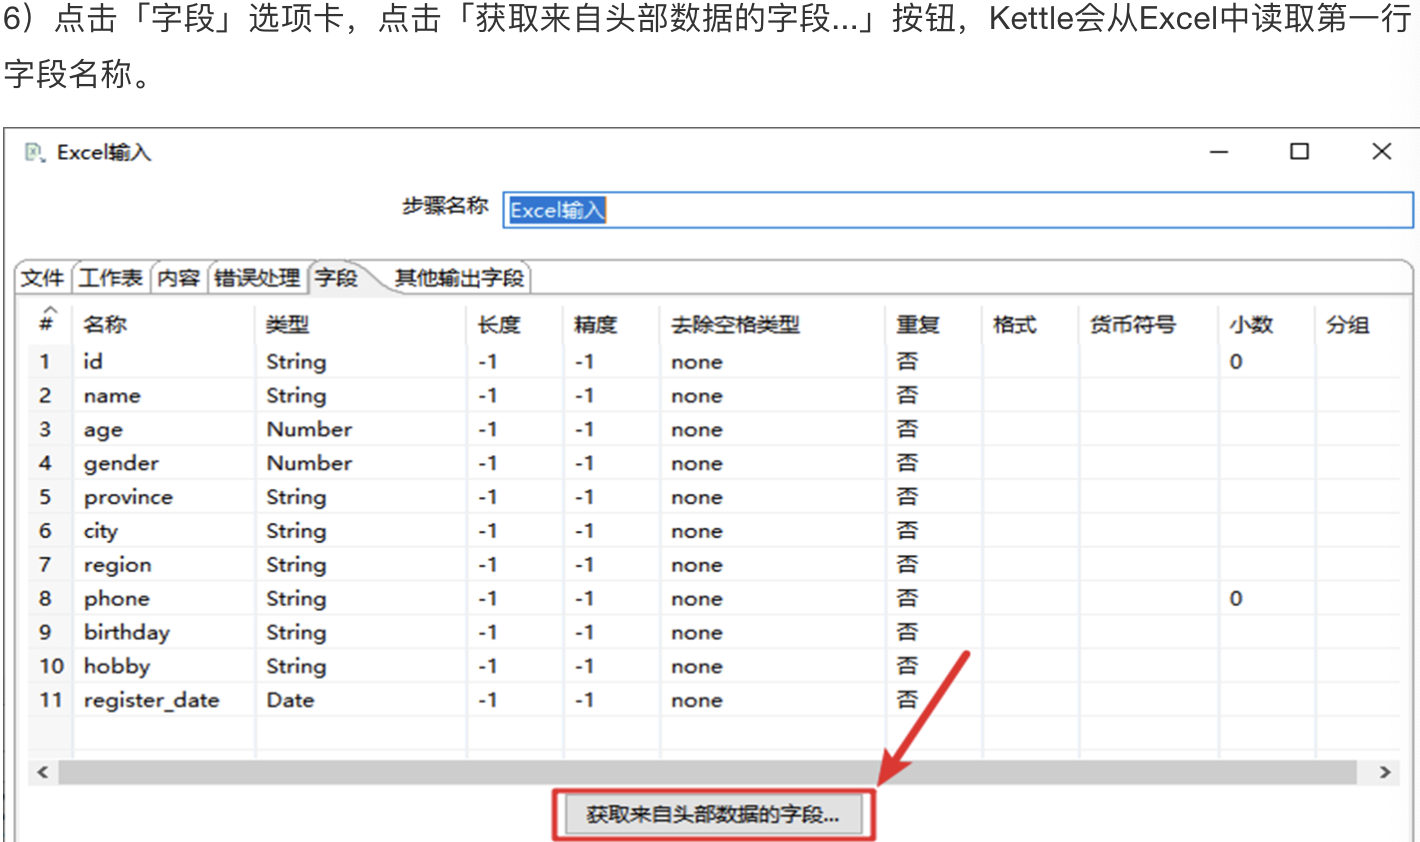 6）点击「字段」选项卡，点击「获取来自头部数据的字段...」按钮，Kettle会从Excel中读取第一行
字段名称。
Excel输入
步骤名称 Excel输入
文件 工作表 内容 错误处理 字段 其他输出字段
# 名称 类型 长度 精度 去除空格类型 重复 格式 货币符号 小数 分组
1 id String -1 -1 none 否 0
2 name String -1 -1 none 否
3 age Number -1 -1 none 否
4 gender Number -1 -1 none 否
5 province String -1 -1 none 否
6 city String -1 -1 none 否
7 region String -1 -1 none 否
8 phone String -1 -1 none 否 0
9 birthday String -1 -1 none 否
10 hobby String -1 -1 none 否
11 register_date Date -1 -1 none 否
获取来自头部数据的字段...